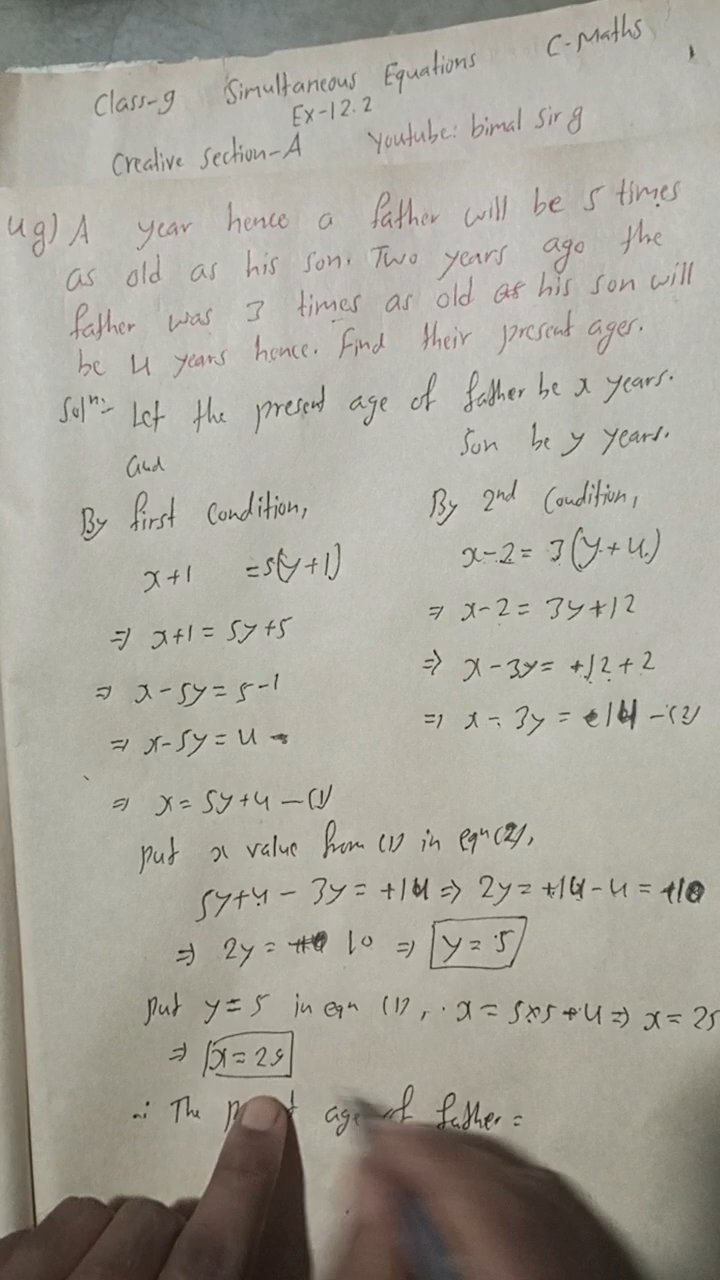 Class-9 Simultaneous Equations C-Maths
Ex-12.2
Creative Section-A Youtube: bimal Sir 8
4g) A year hence a father will be 5 times
as old as his son. Two years ago the
father was 3 times as old as his son will
be 4 years hence. Find their present ages.
Solⁿ:- Let the present age of father be x years.
and Son be y years.
By first Condition,
x+1 =5(y+1)
⇒ x+1 = 5y+5
⇒ x-5y = 5-1
⇒ x-5y = 4
⇒ x = 5y+4 -(1)
By 2nd Condition,
x-2 = 3(y+4)
⇒ x-2 = 3y+12
⇒ x-3y = +12+2
⇒ x-3y = 14 -(2)
put x value from (1) in eqn(2),
5y+4 - 3y = +14 ⇒ 2y = +14-4 = +10
⇒ 2y = 10 ⇒ y = 5
put y=5 in eqn (1), x = 5×5+4 ⇒ x = 25
⇒ x = 25
∴ The age of father =